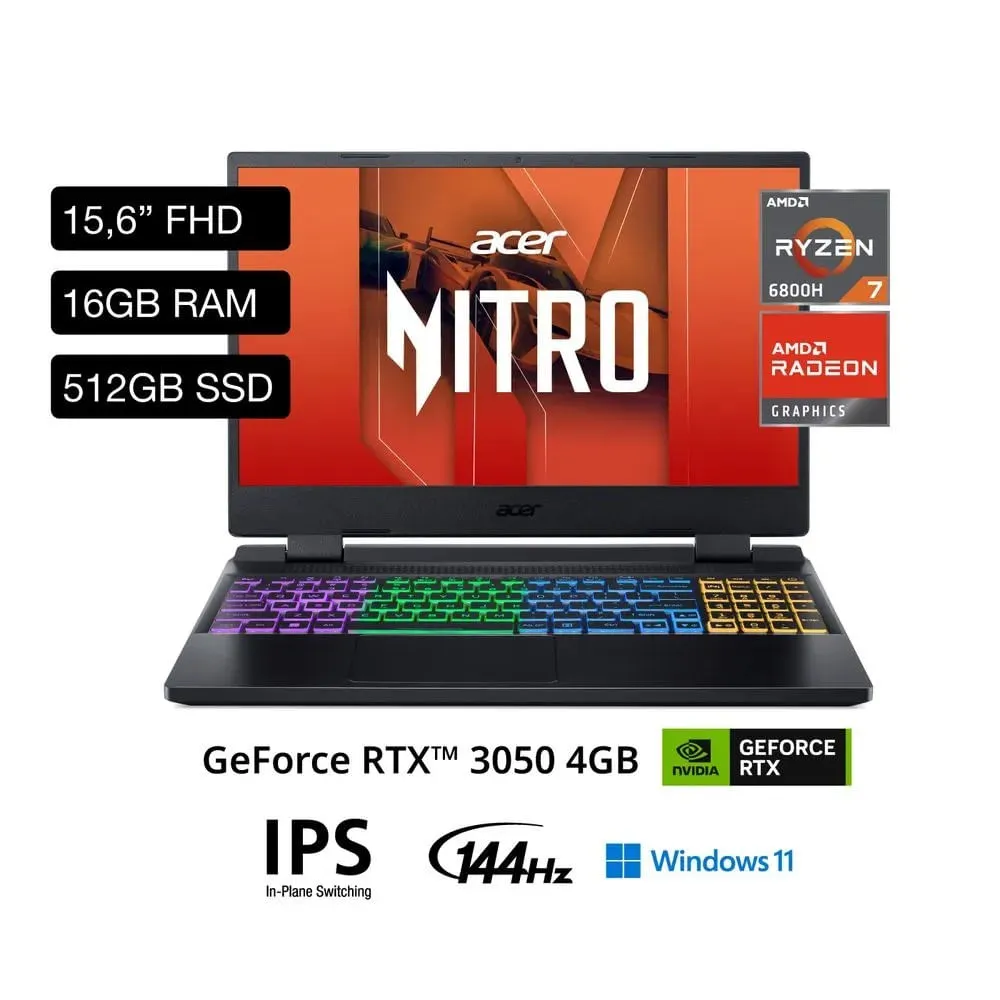 15,6” FHD
16GB RAM
512GB SSD
acer
NITRO
AMD
RYZEN
6800H 7
AMD
RADEON
GRAPHICS
acer
GeForce RTX™ 3050 4GB
NVIDIA
GEFORCE
RTX
IPS
In-Plane Switching
144Hz
Windows 11